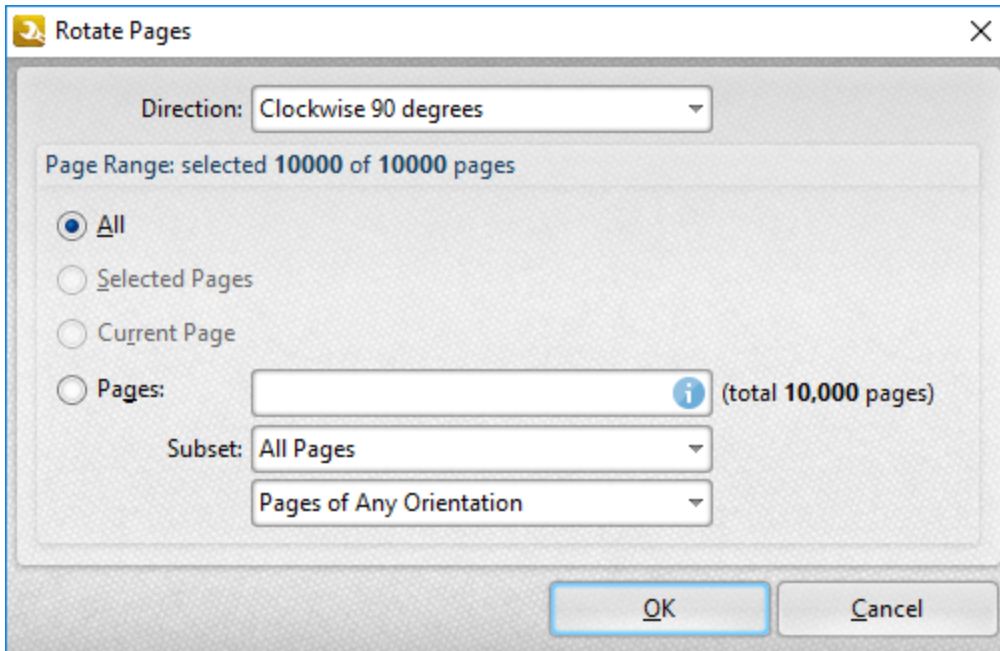 Rotate Pages
Direction: Clockwise 90 degrees
Page Range: selected 10000 of 10000 pages
All
Selected Pages
Current Page
Pages: (total 10,000 pages)
Subset: All Pages
Pages of Any Orientation
OK Cancel